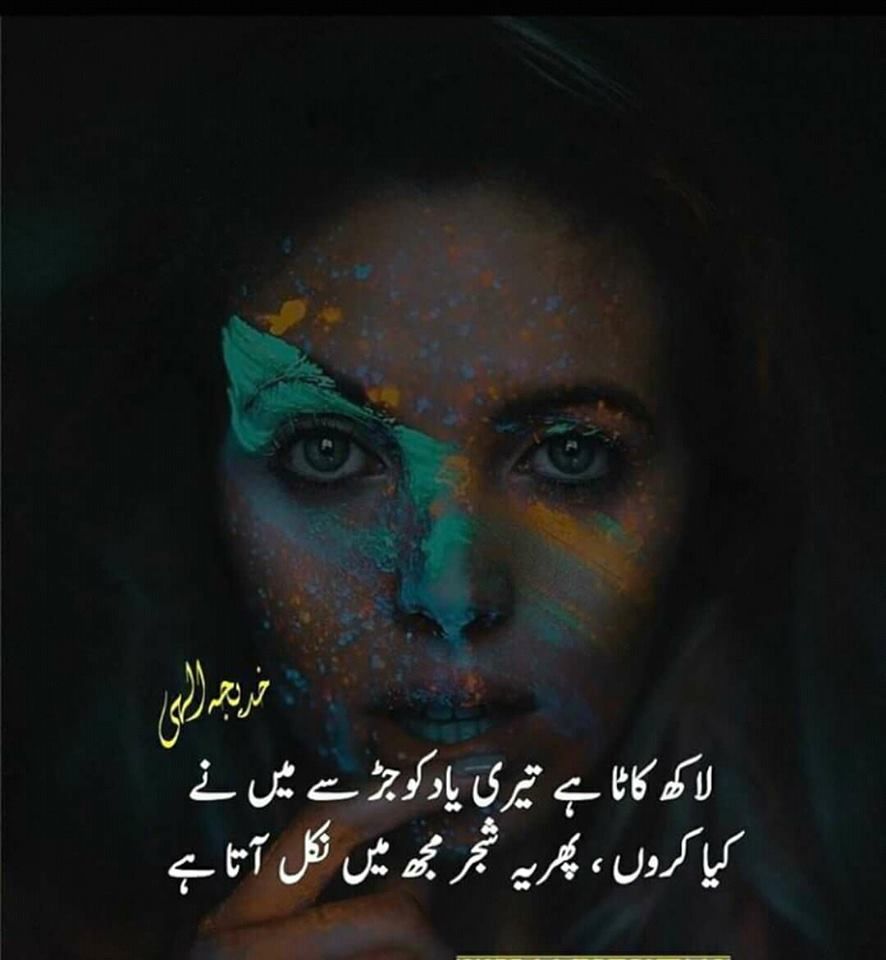 خدیجہ الہی
لاکھ کاٹا ہے تیری یاد کو جڑ سے میں نے
کیا کروں ، پھر یہ شجر مجھ میں نکل آتا ہے